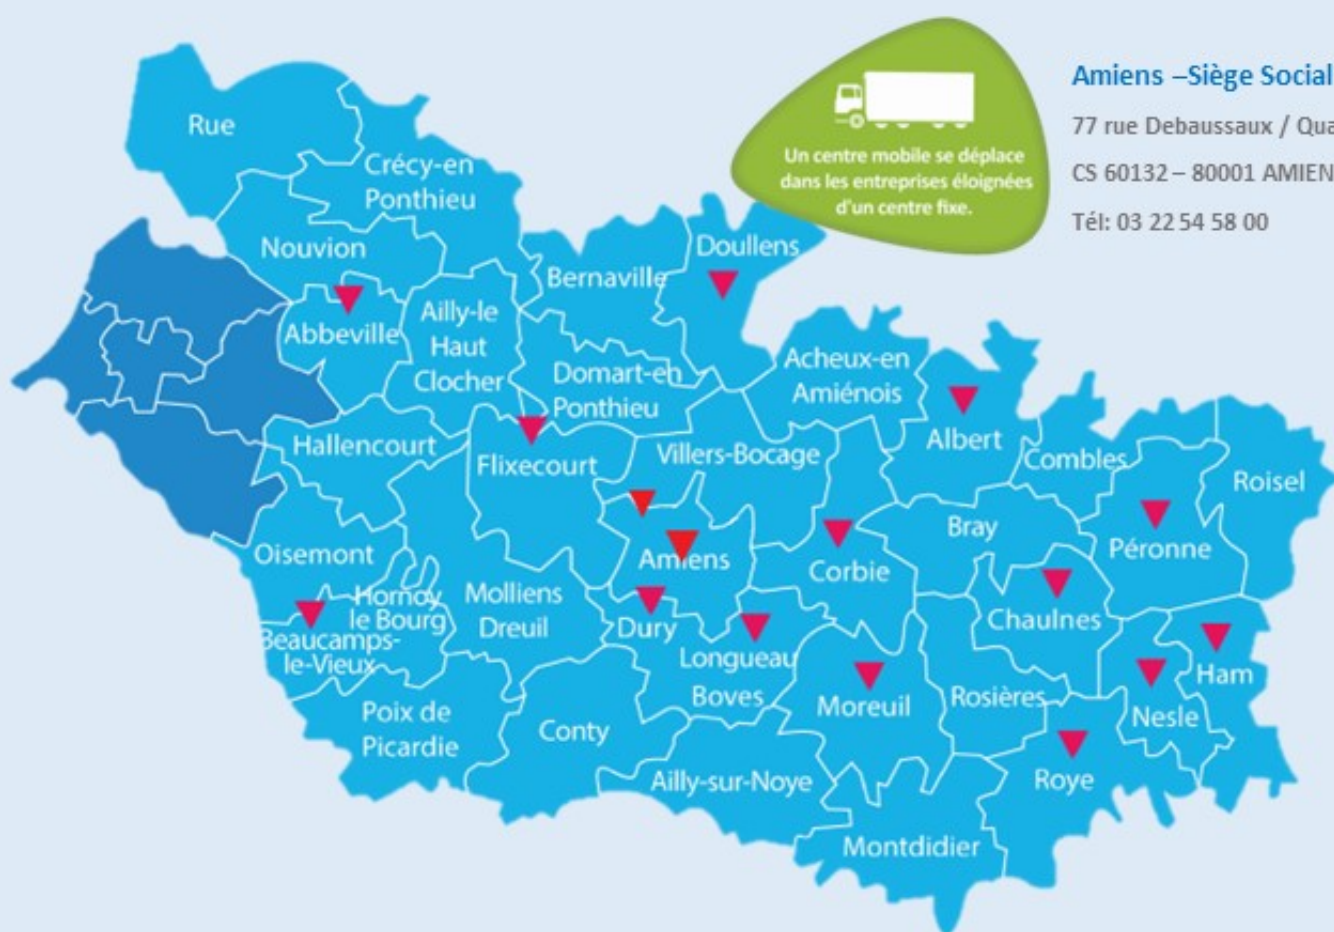 Amiens –Siège Social
77 rue Debaussaux / Qua
CS 60132 – 80001 AMIEN
Tél: 03 22 54 58 00
Un centre mobile se déplace
dans les entreprises éloignées
d'un centre fixe.
Rue
Crécy-en
Ponthieu
Nouvion
Doullens
Bernaville
Abbeville
Ailly-le
Haut
Clocher
Domart-en
Ponthieu
Acheux-en
Amiénois
Albert
Hallencourt
Flixecourt
Villers-Bocage
Combles
Roisel
Oisemont
Amiens
Corbie
Bray
Péronne
Hornoy
le Bourg
Molliens
Dreuil
Dury
Chaulnes
Beaucamps-
le-Vieux
Longueau
Boves
Moreuil
Rosières
Nesle
Ham
Poix de
Picardie
Conty
Ailly-sur-Noye
Roye
Montdidier